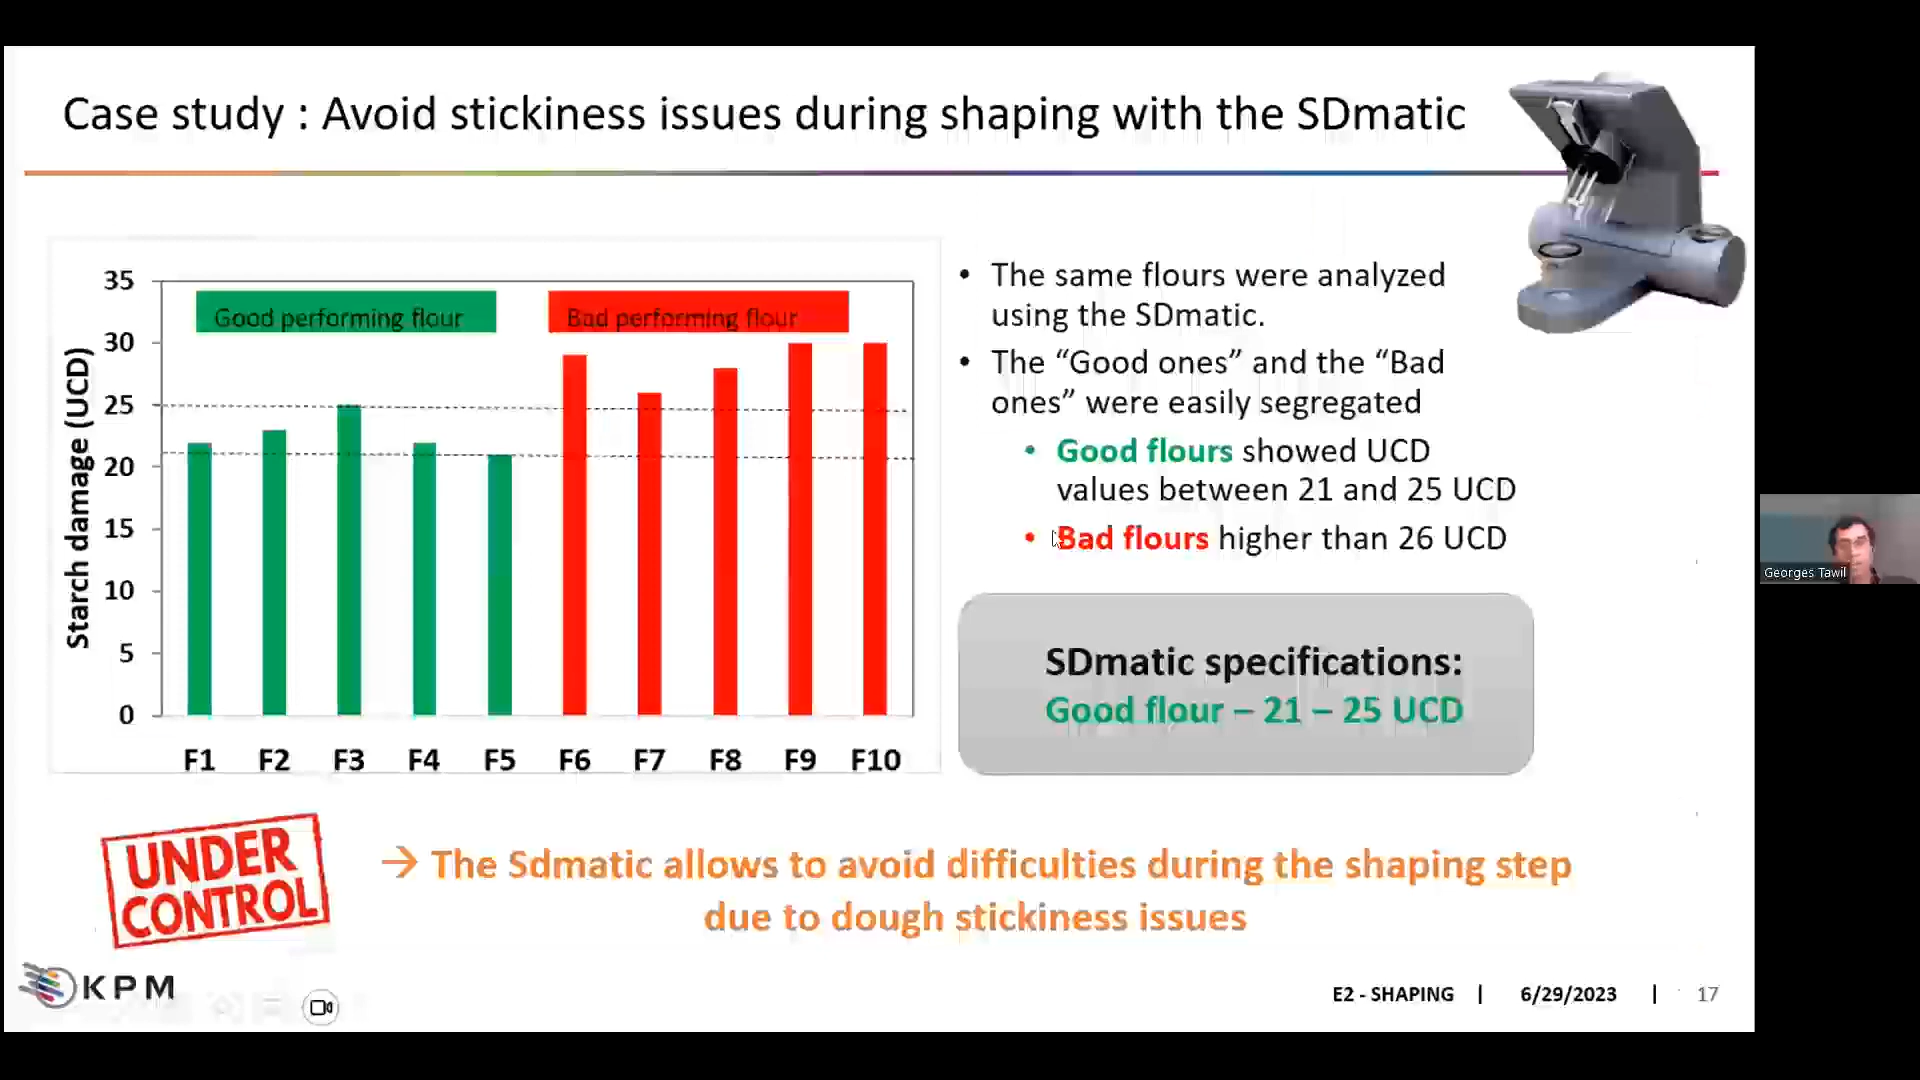 Case study : Avoid stickiness issues during shaping with the SDmatic
Starch damage (UCD)
35
30
25
20
15
10
5
0
Good performing flour
Bad performing flour
F1 F2 F3 F4 F5 F6 F7 F8 F9 F10
• The same flours were analyzed
using the SDmatic.
• The “Good ones” and the “Bad
ones” were easily segregated
• Good flours showed UCD
values between 21 and 25 UCD
• Bad flours higher than 26 UCD
SDmatic specifications:
Good flour – 21 – 25 UCD
Georges Tawil
UNDER
CONTROL
→ The Sdmatic allows to avoid difficulties during the shaping step
due to dough stickiness issues
KPM
E2 - SHAPING | 6/29/2023 | 17